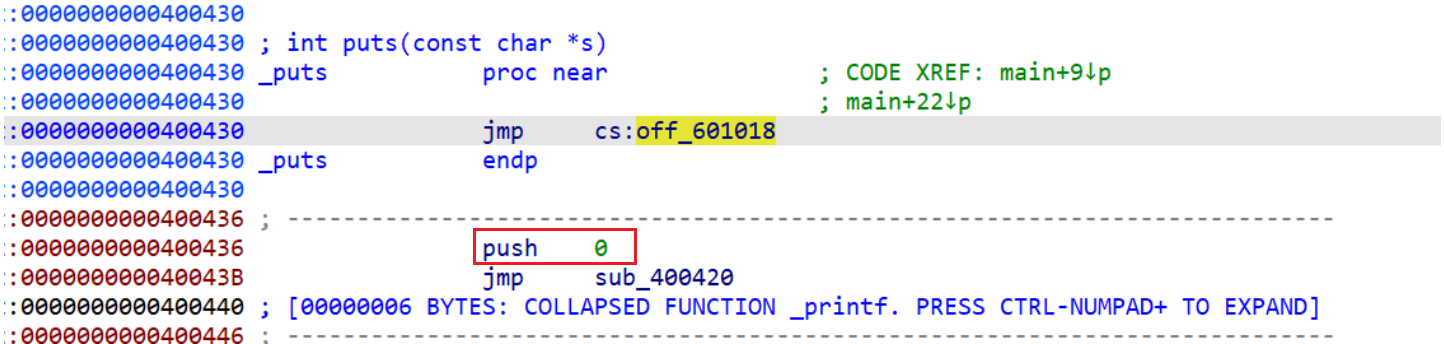 :0000000000400430
:0000000000400430 ; int puts(const char *s)
:0000000000400430 _puts proc near ; CODE XREF: main+9↓p
:0000000000400430 ; main+22↓p
:0000000000400430 jmp cs:off_601018
:0000000000400430 _puts endp
:0000000000400430
:0000000000400436 ; ---------------------------------------------------------------------------
:0000000000400436 push 0
:000000000040043B jmp sub_400420
:0000000000400440 ; [00000006 BYTES: COLLAPSED FUNCTION _printf. PRESS CTRL-NUMPAD+ TO EXPAND]
:0000000000400446 ; ---------------------------------------------------------------------------